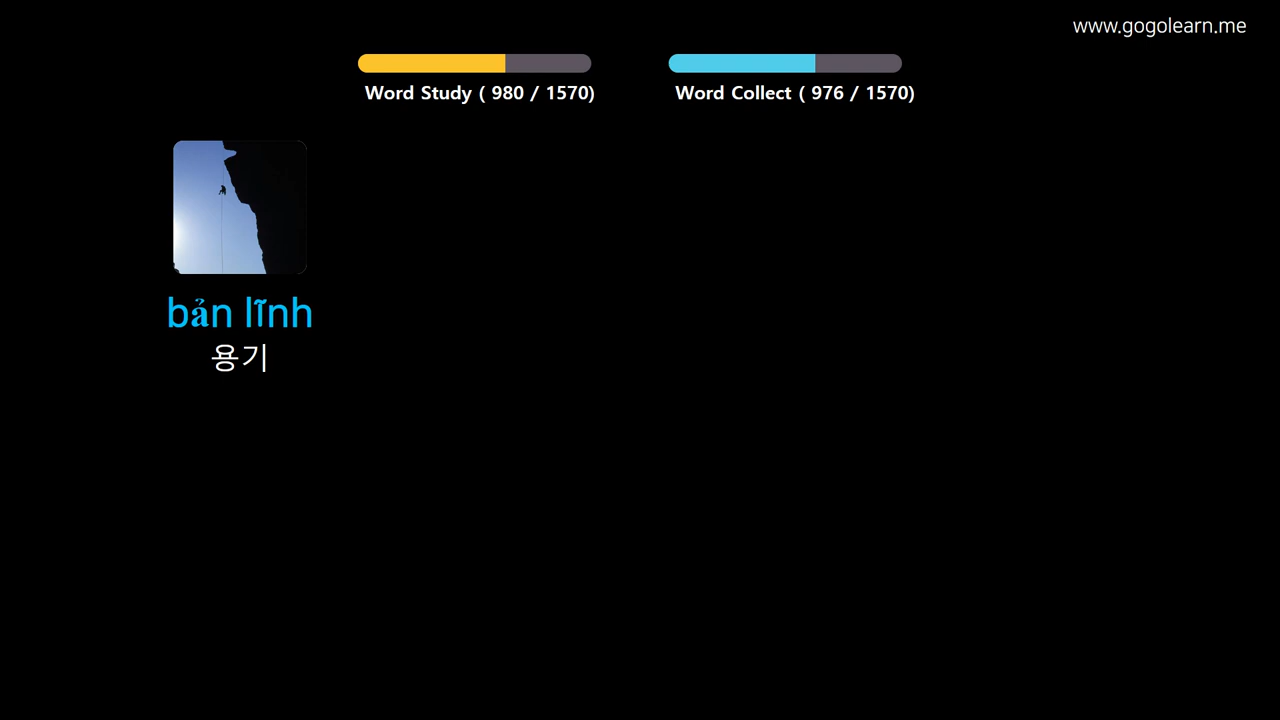 www.gogolearn.me
Word Study ( 980 / 1570)
Word Collect ( 976 / 1570)
bản lĩnh
용기